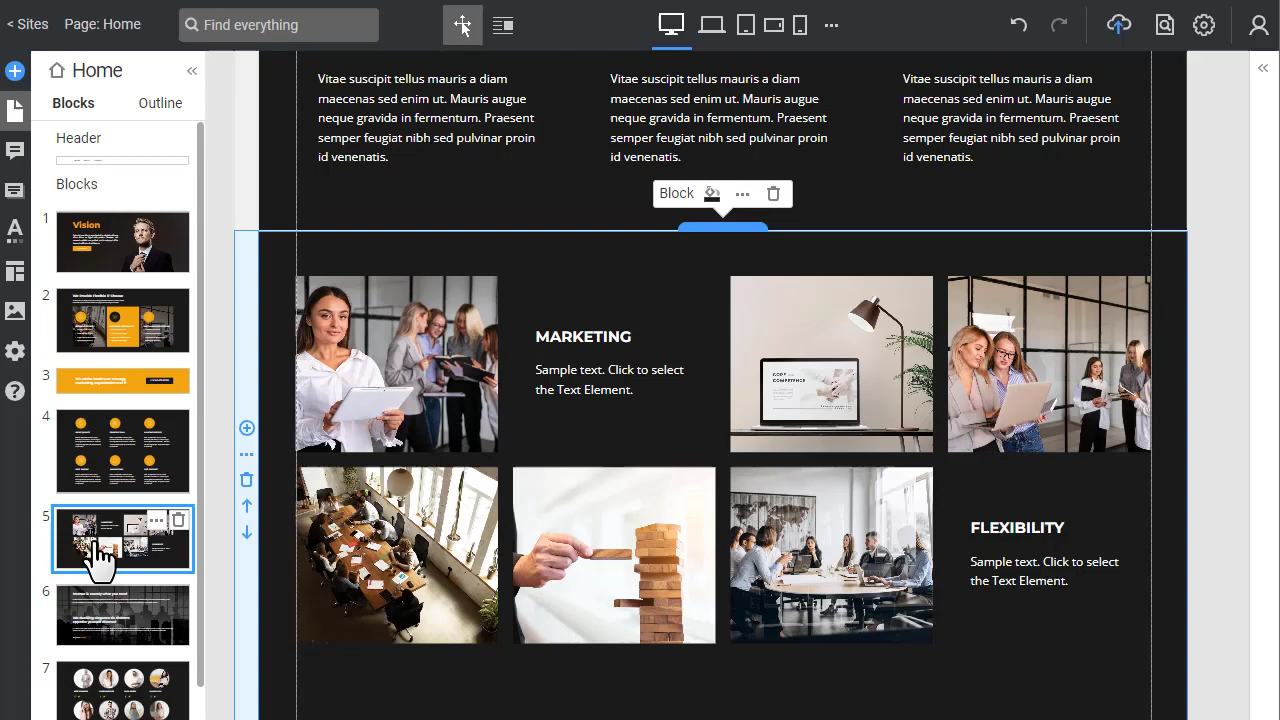 < Sites
Page: Home
Find everything
Home
Blocks
Outline
Header
Blocks
1
Vision
2
3
4
5
6
7
Vitae suscipit tellus mauris a diam
maecenas sed enim ut. Mauris augue
neque gravida in fermentum. Praesent
semper feugiat nibh sed pulvinar proin
id venenatis.
Vitae suscipit tellus mauris a diam
maecenas sed enim ut. Mauris augue
neque gravida in fermentum. Praesent
semper feugiat nibh sed pulvinar proin
id venenatis.
Vitae suscipit tellus mauris a diam
maecenas sed enim ut. Mauris augue
neque gravida in fermentum. Praesent
semper feugiat nibh sed pulvinar proin
id venenatis.
Block
MARKETING
Sample text. Click to select
the Text Element.
CORE
COMPETENCE
FLEXIBILITY
Sample text. Click to select
the Text Element.